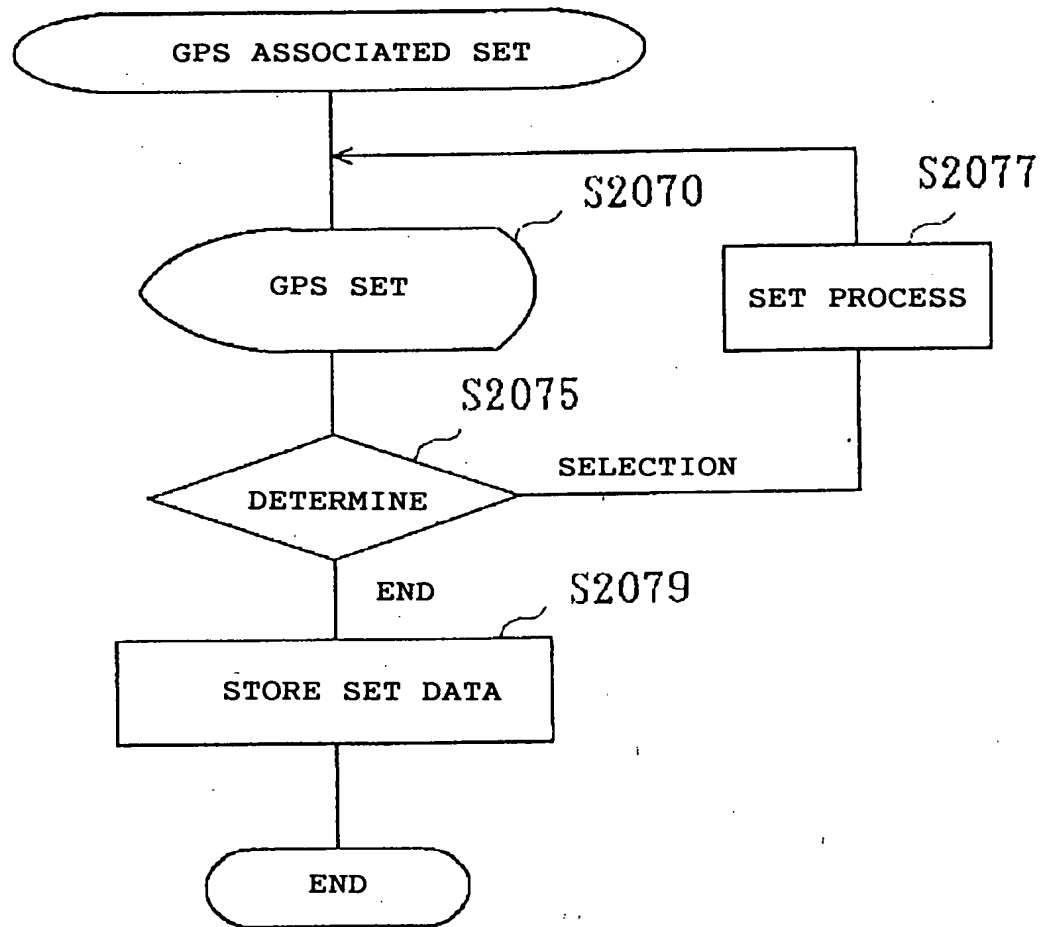 GPS ASSOCIATED SET
S2077
S2070
GPS SET
SET PROCESS
S2075
SELECTION
DETERMINE
END
S2079
STORE SET DATA
END